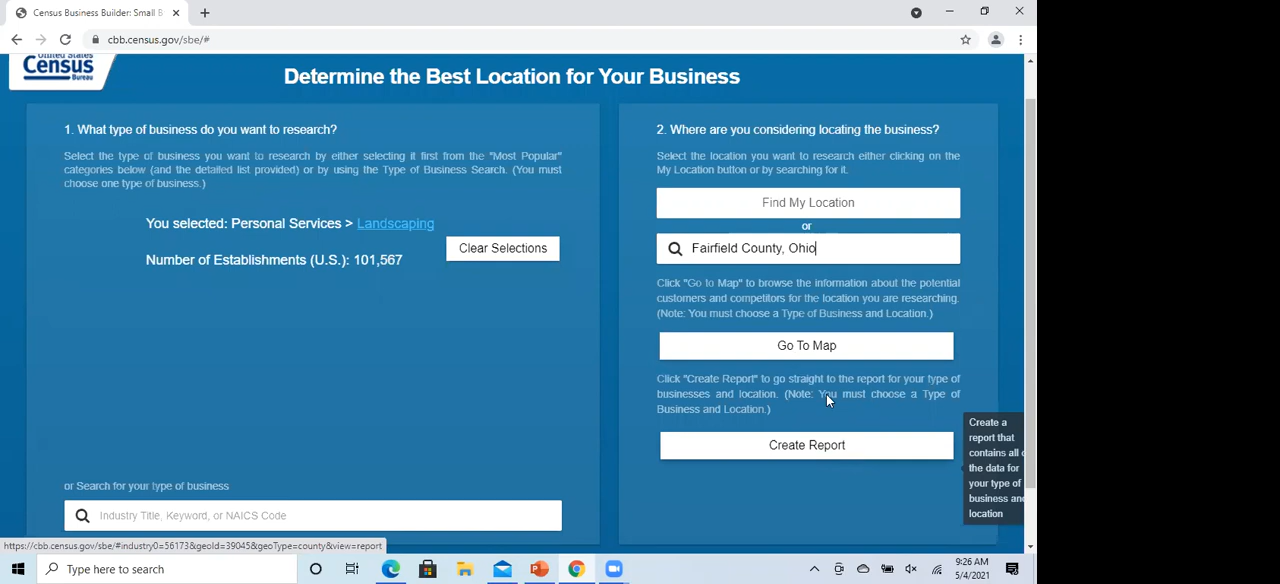 Census Business Builder: Small B
cbb.census.gov/sbe/#
United States
Census
Bureau
Determine the Best Location for Your Business
1. What type of business do you want to research?
Select the type of business you want to research by either selecting it first from the "Most Popular"
categories below (and the detailed list provided) or by using the Type of Business Search. (You must
choose one type of business.)
You selected: Personal Services > Landscaping
Clear Selections
Number of Establishments (U.S.): 101,567
or Search for your type of business
Industry Title, Keyword, or NAICS Code
2. Where are you considering locating the business?
Select the location you want to research either clicking on the
My Location button or by searching for it.
Find My Location
or
Fairfield County, Ohio
Click "Go to Map" to browse the information about the potential
customers and competitors for the location you are researching.
(Note: You must choose a Type of Business and Location.)
Go To Map
Click "Create Report" to go straight to the report for your type of
businesses and location. (Note: You must choose a Type of
Business and Location.)
Create Report
Create a
report that
contains all o
the data for
your type of
business and
location
https://cbb.census.gov/sbe/#industry0=56173&geoId=39045&geoType=county&view=report
Type here to search
9:26 AM
5/4/2021